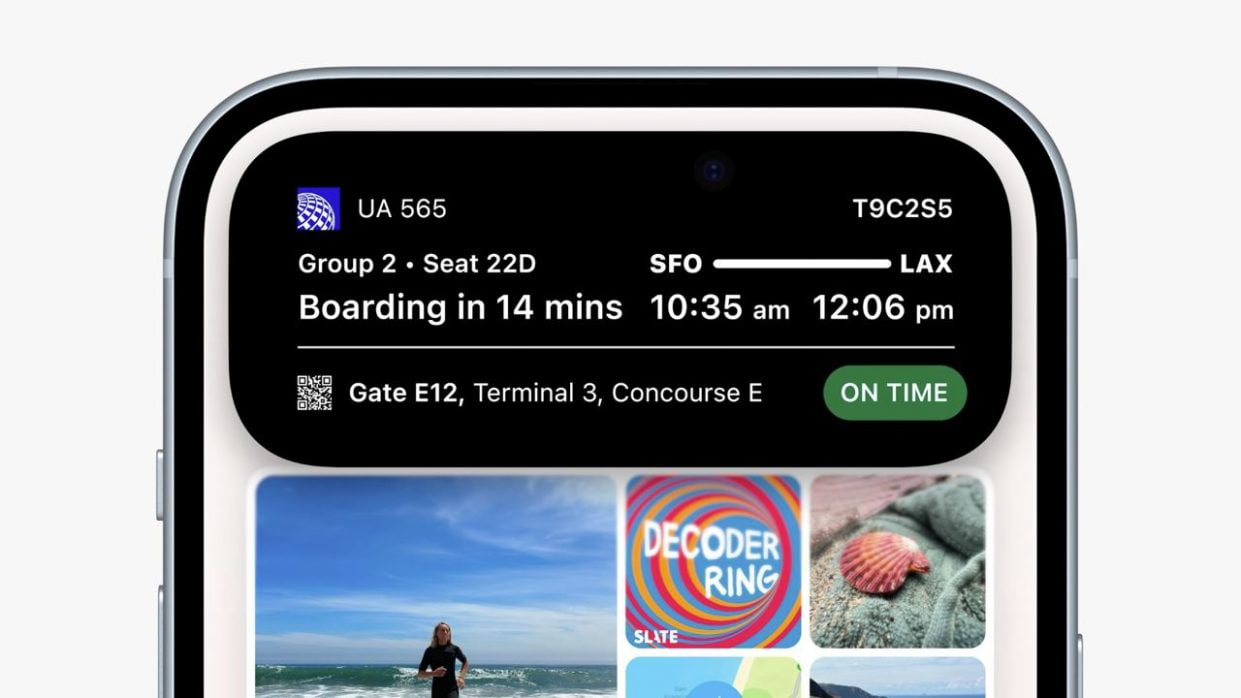 UA 565
T9C2S5
Group 2 • Seat 22D
SFO LAX
Boarding in 14 mins
10:35 am 12:06 pm
Gate E12, Terminal 3, Concourse E
ON TIME
DECODER
RING
SLATE